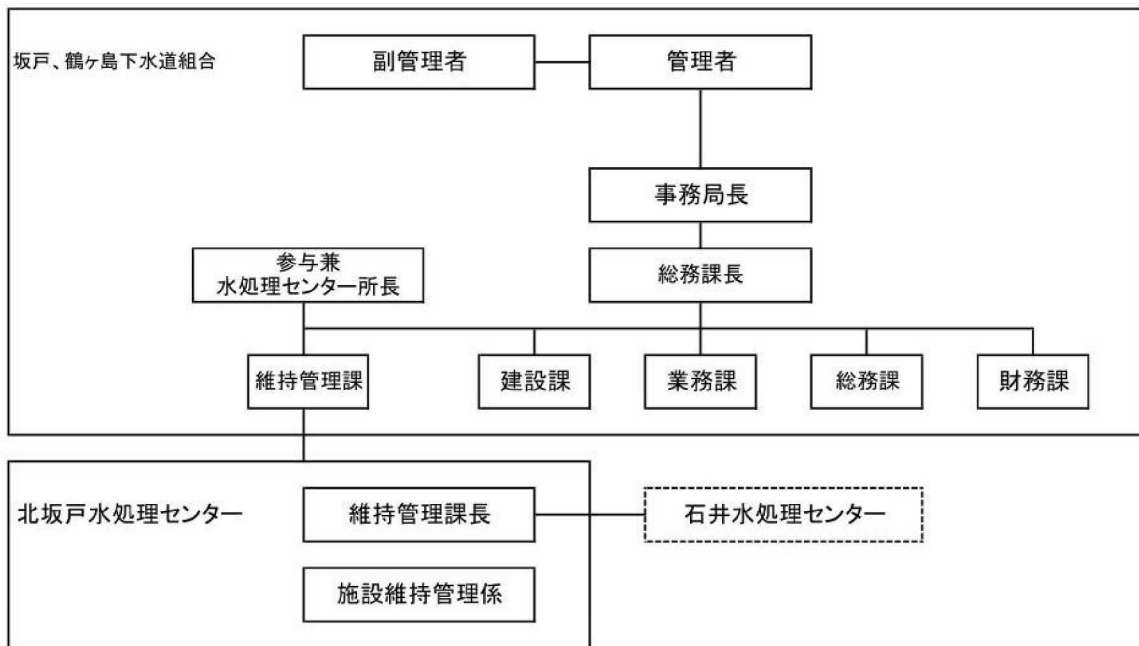 坂戸、鶴ヶ島下水道組合
副管理者
管理者
事務局長
参与兼
水処理センター所長
総務課長
維持管理課
建設課
業務課
総務課
財務課
北坂戸水処理センター
維持管理課長
石井水処理センター
施設維持管理係